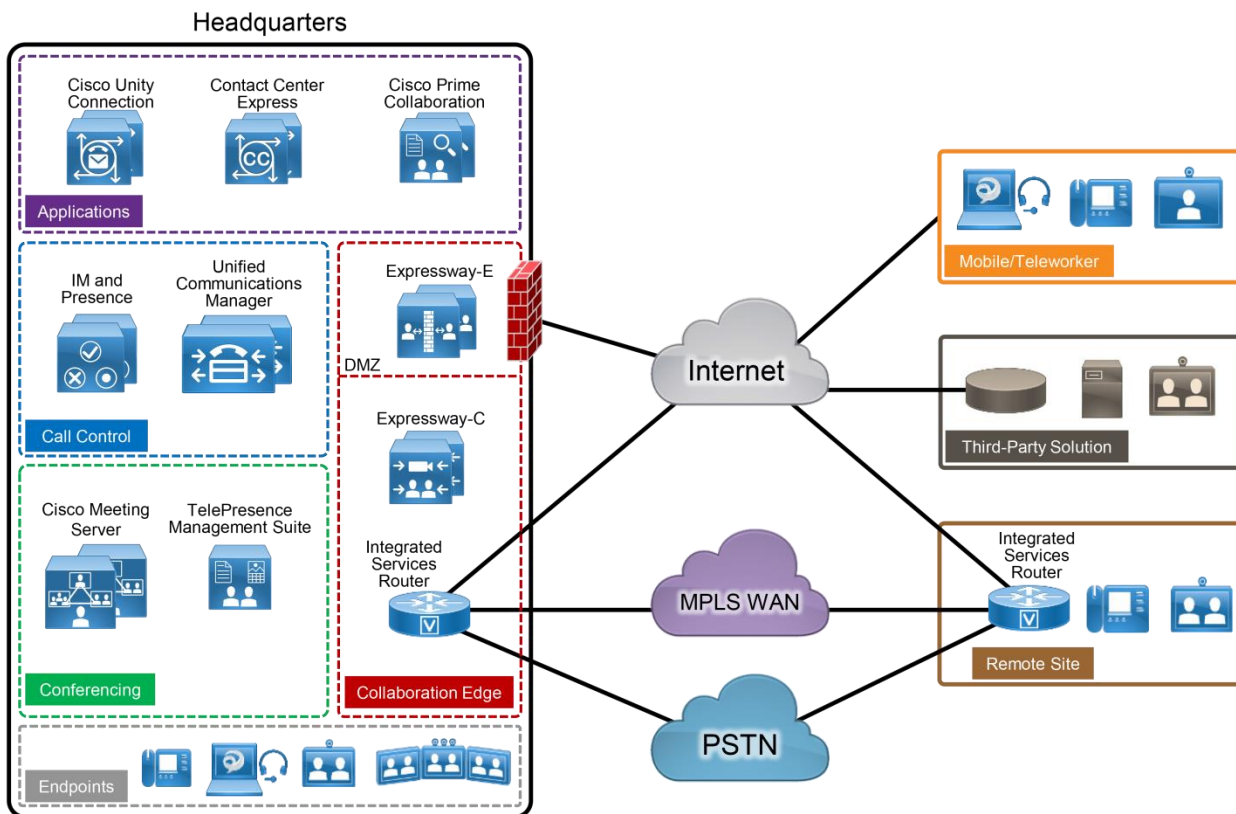 Headquarters
Cisco Unity
Connection
Contact Center
Express
Cisco Prime
Collaboration
CC
Applications
IM and
Presence
Unified
Communications
Manager
Call Control
Expressway-E
DMZ
Expressway-C
Integrated
Services
Router
V
Collaboration Edge
Cisco Meeting
Server
TelePresence
Management Suite
Conferencing
Endpoints
Internet
MPLS WAN
PSTN
Mobile/Teleworker
Third-Party Solution
Integrated
Services
Router
V
Remote Site